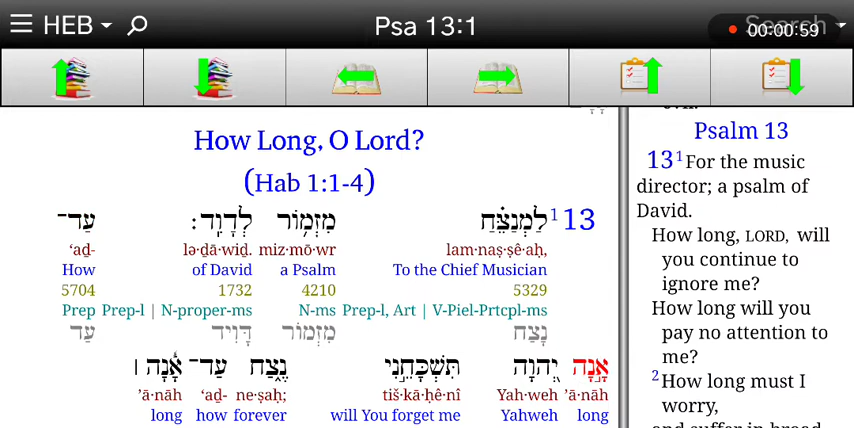 HEB
Psa 13:1
Search
00:00:59
How Long, O Lord?
(Hab 1:1-4)
13 1 לַמְנַצֵּ֗חַ מִזְמ֥וֹר לְדָוִֽד׃ עַד־
‘aḏ- lə·ḏā·wiḏ. miz·mō·wr lam·naṣ·ṣê·aḥ,
How of David a Psalm To the Chief Musician
5704 1732 4210 5329
Prep Prep-l | N-proper-ms N-ms Prep-l, Art | V-Piel-Prtcpl-ms
נָצַח מִזְמוֹר דָּוִיד עַד
אָ֣נָה יְ֭הוָה תִּשְׁכָּחֵ֣נִי נֶ֑צַח עַד־ אָ֓נָה ׀
’ā·nāh ‘aḏ- ne·ṣaḥ; tiš·kā·ḥê·nî Yah·weh ’ā·nāh
long how forever will You forget me Yahweh long
Psalm 13
13 1 For the music
director; a psalm of
David.
How long, LORD, will
you continue to
ignore me?
How long will you
pay no attention to
me?
2 How long must I
worry,